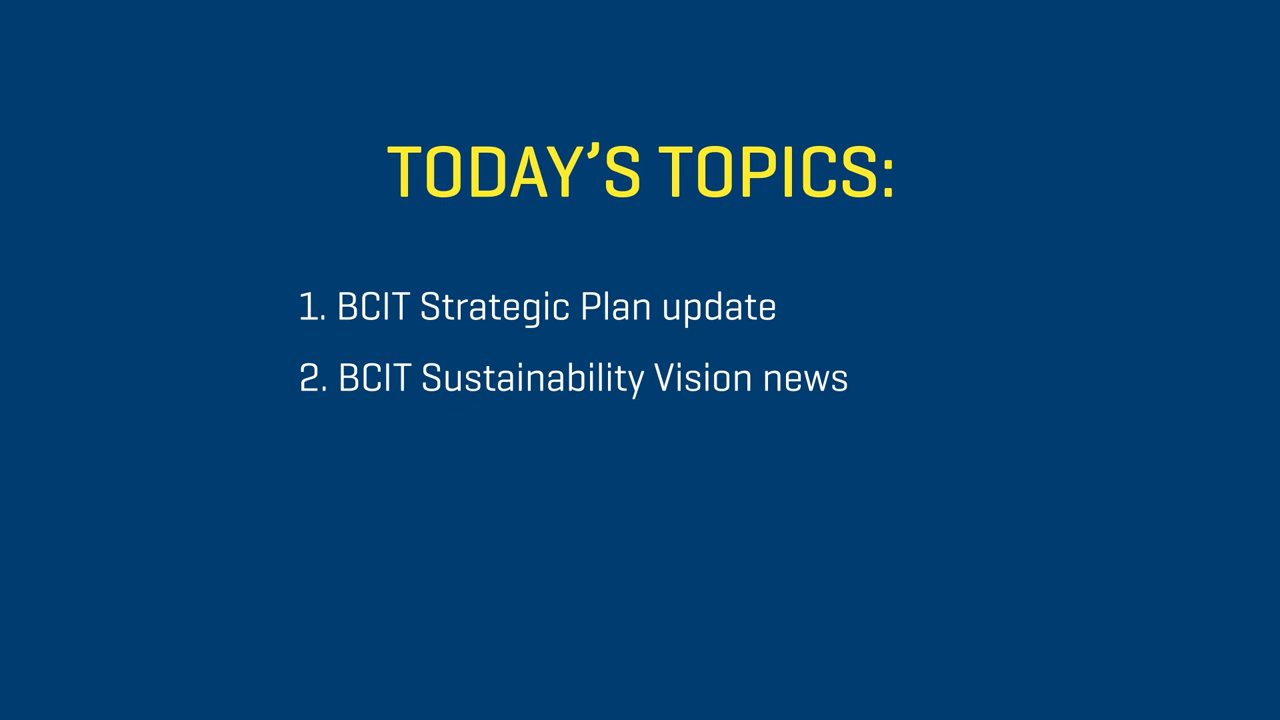 TODAY’S TOPICS:
1. BCIT Strategic Plan update
2. BCIT Sustainability Vision news